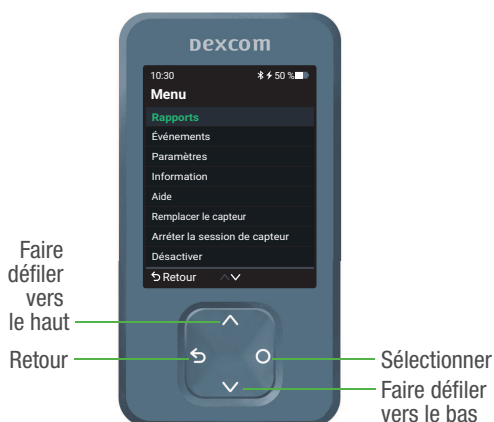 Dexcom
10:30 50 %
Menu
Rapports
Événements
Paramètres
Information
Aide
Remplacer le capteur
Arréter la session de capteur
Désactiver
Retour
Faire
défiler
vers
le haut
Retour
Sélectionner
Faire défiler
vers le bas